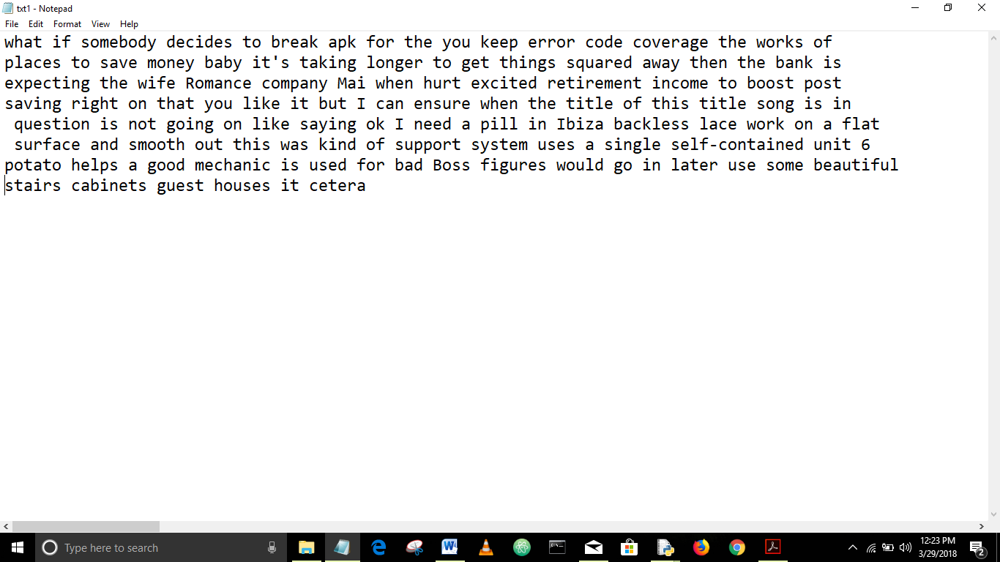 txt1 - Notepad
File Edit Format View Help
what if somebody decides to break apk for the you keep error code coverage the works of
places to save money baby it's taking longer to get things squared away then the bank is
expecting the wife Romance company Mai when hurt excited retirement income to boost post
saving right on that you like it but I can ensure when the title of this title song is in
question is not going on like saying ok I need a pill in Ibiza backless lace work on a flat
surface and smooth out this was kind of support system uses a single self-contained unit 6
potato helps a good mechanic is used for bad Boss figures would go in later use some beautiful
stairs cabinets guest houses it cetera
Type here to search
12:23 PM
3/29/2018
2